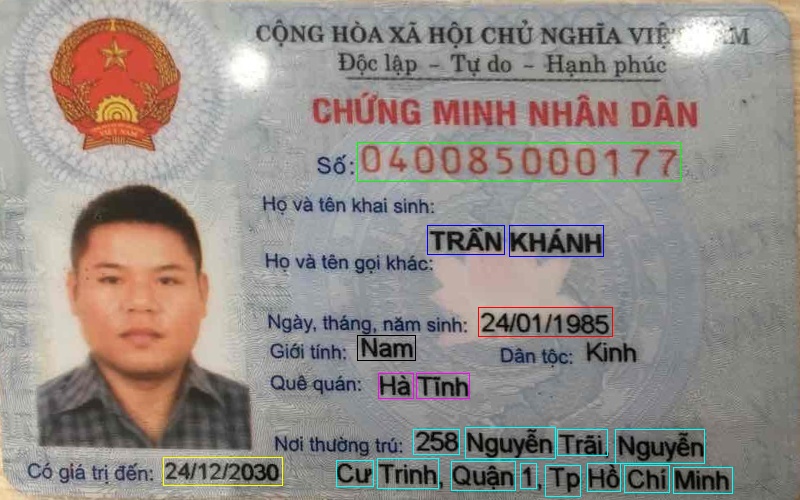 CỘNG HÒA XÃ HỘI CHỦ NGHĨA VIỆT NAM
Độc lập - Tự do - Hạnh phúc
CHỨNG MINH NHÂN DÂN
Số: 040085000177
Họ và tên khai sinh:
TRẦN KHÁNH
Họ và tên gọi khác:
Ngày, tháng, năm sinh: 24/01/1985
Giới tính: Nam Dân tộc: Kinh
Quê quán: Hà Tĩnh
Nơi thường trú: 258 Nguyễn Trãi, Nguyễn
Cư Trinh, Quận 1, Tp Hồ Chí Minh
Có giá trị đến: 24/12/2030
VIỆT NAM